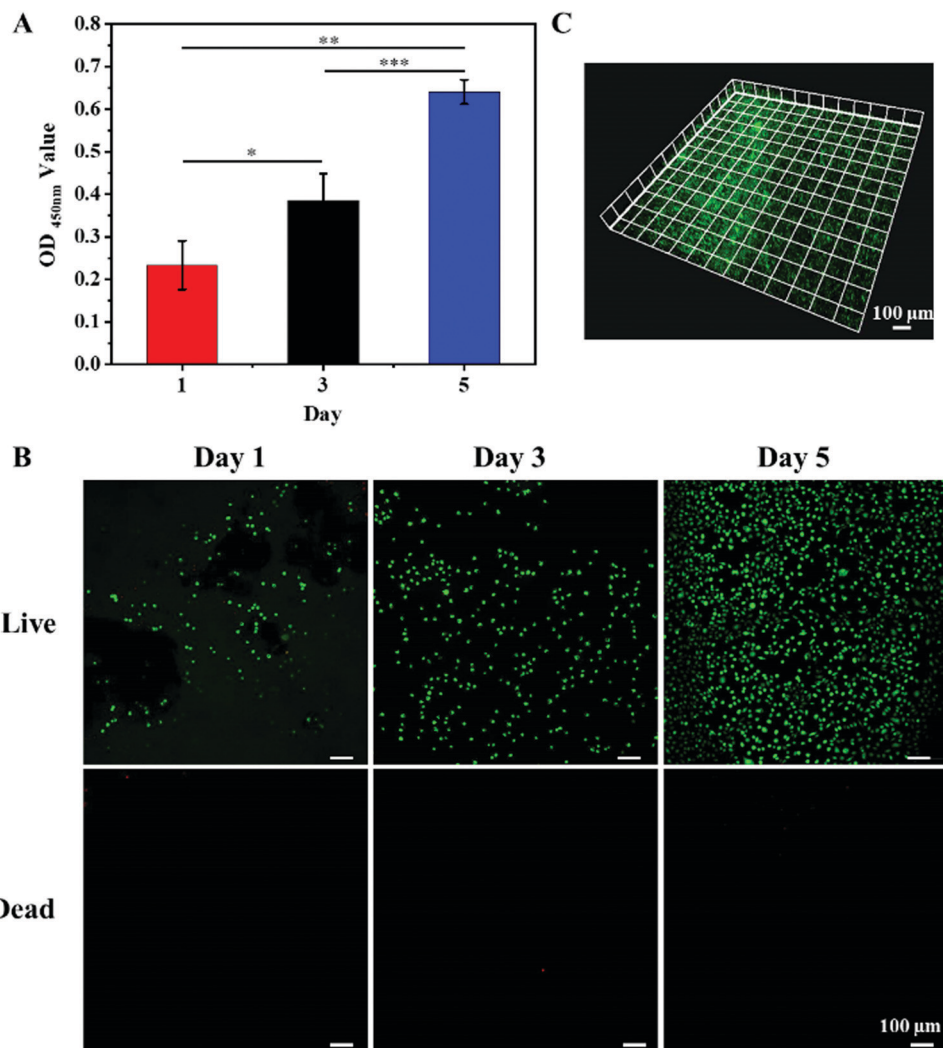 A
0.8
0.7
0.6
0.5
0.4
0.3
0.2
0.1
0.0
OD 450nm Value
**
***
*
1
3
5
Day
C
100 μm
B
Day 1
Day 3
Day 5
Live
Dead
100 μm